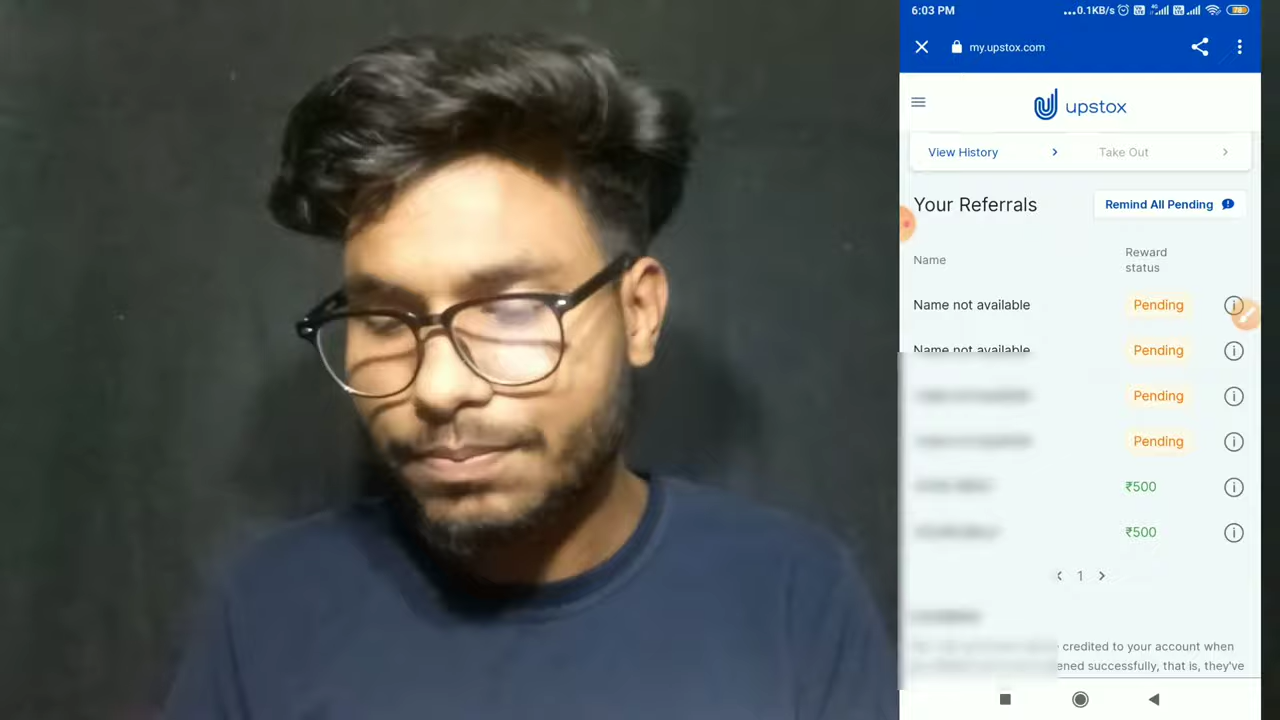 6:03 PM
...0.1KB/s
4G
78
my.upstox.com
upstox
View History
Take Out
Your Referrals
Remind All Pending
Name
Reward
status
Name not available
Pending
Name not available
Pending
Pending
Pending
₹500
₹500
1
credited to your account when
ened successfully, that is, they've